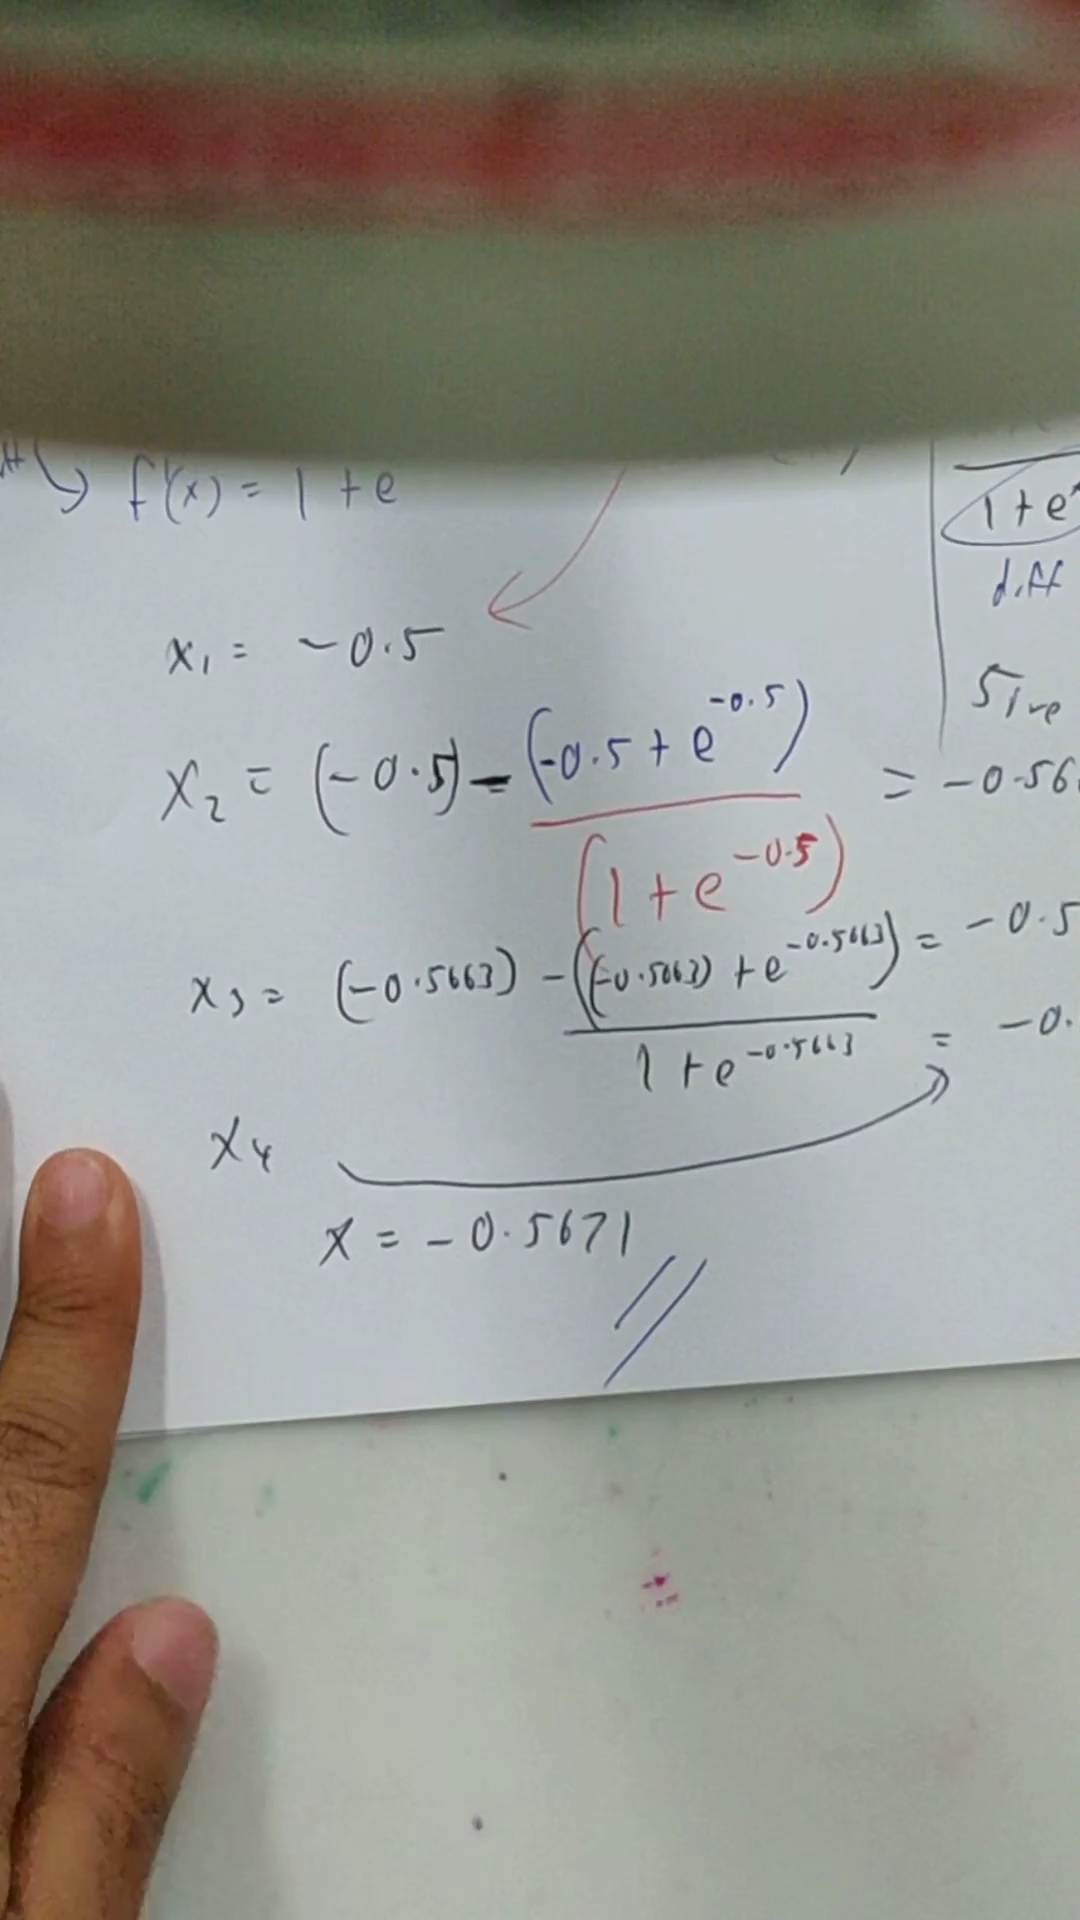 f'(x) = 1 + e
1 + e^x
diff
x₁ = -0.5
x₂ = (-0.5) - (-0.5 + e^-0.5) / (1 + e^-0.5) = -0.56
x₃ = (-0.5663) - ((-0.5663) + e^-0.5663) / 1 + e^-0.5663 = -0.5
= -0.
x₄
x = -0.5671